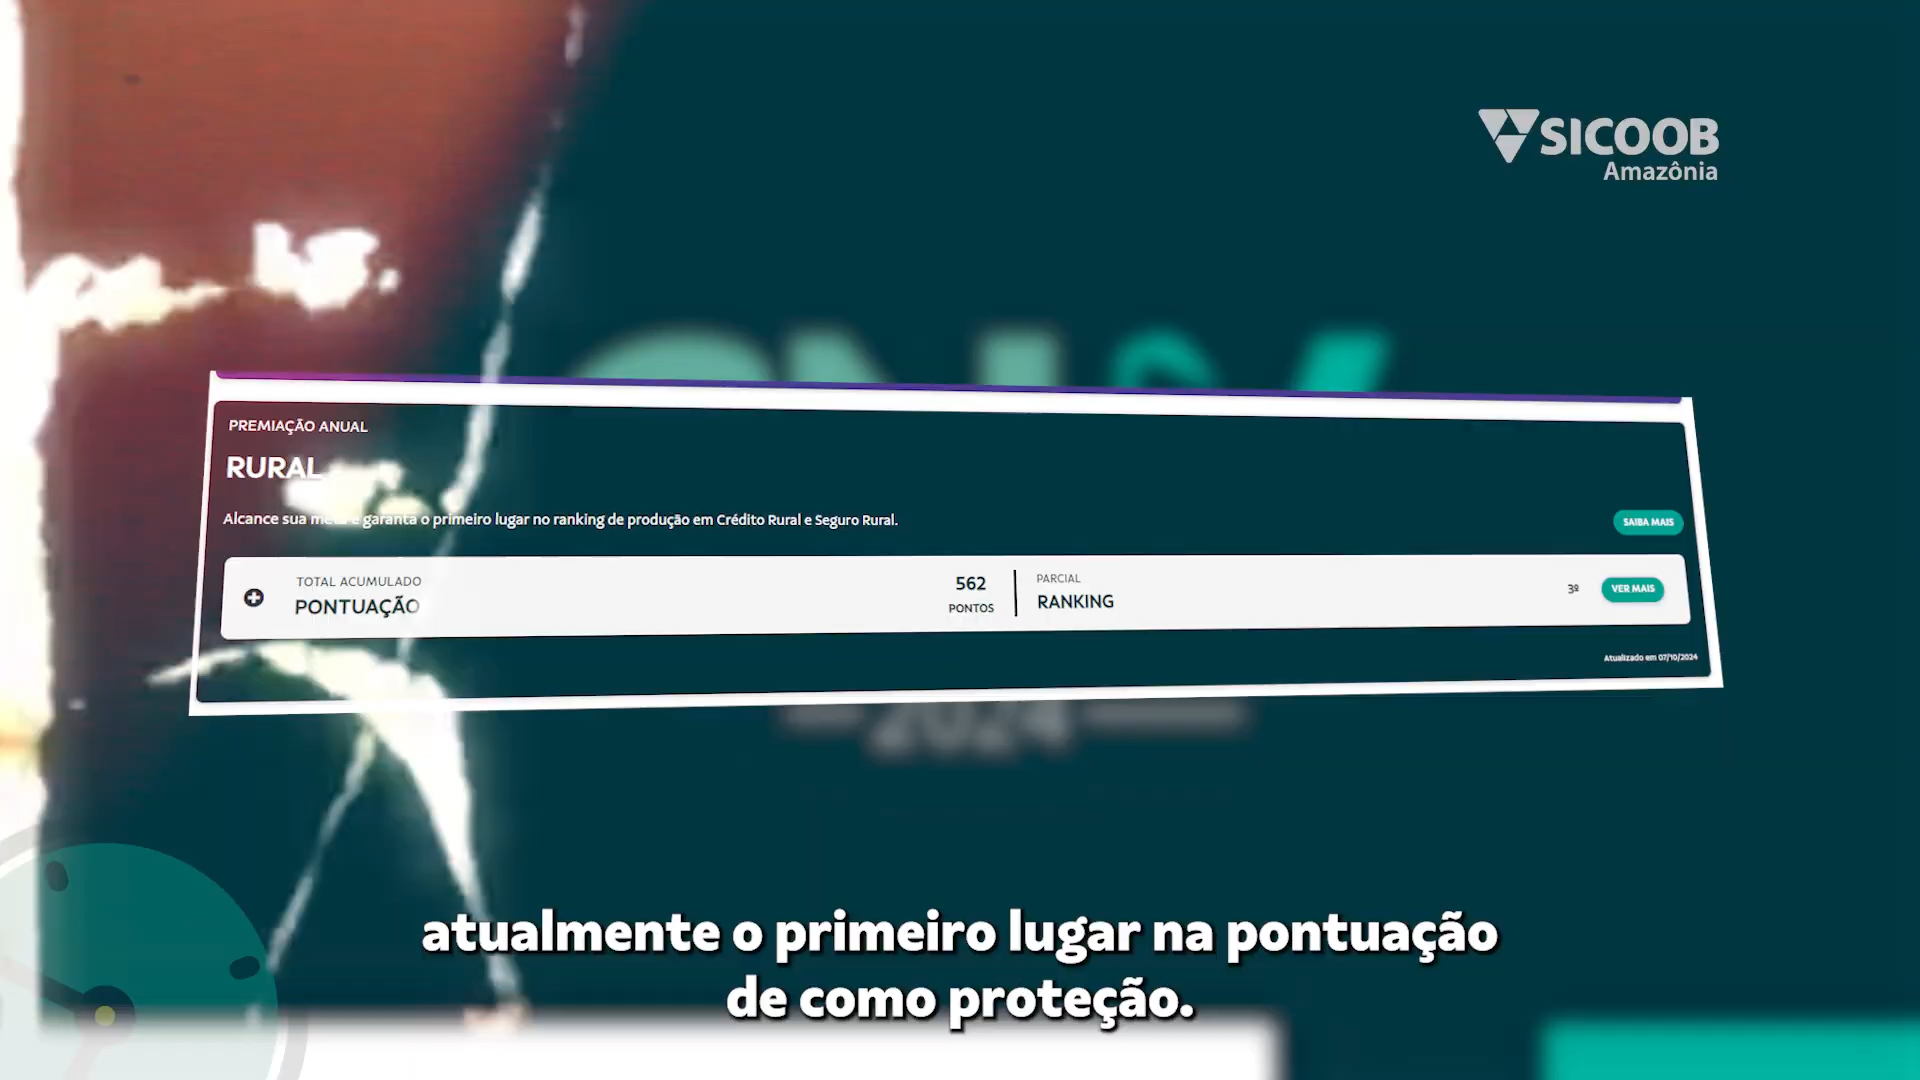 SICOOB
Amazônia
PREMIAÇÃO ANUAL
RURAL
Alcance sua meta e garanta o primeiro lugar no ranking de produção em Crédito Rural e Seguro Rural.
SAIBA MAIS
TOTAL ACUMULADO
PONTUAÇÃO
562
PONTOS
PARCIAL
RANKING
3º
VER MAIS
Atualizado em 07/10/2024
2024
atualmente o primeiro lugar na pontuação
de como proteção.